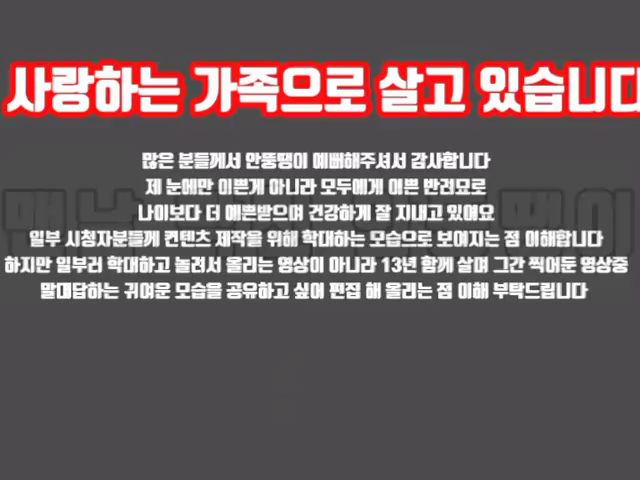 사랑하는 가족으로 살고 있습니다
많은 분들께서 안뚱땡이 예뻐해주셔서 감사합니다
제 눈에만 이쁜게 아니라 모두에게 이쁜 반려묘로
나이보다 더 예쁨받으며 건강하게 잘 지내고 있어요
일부 시청자분들께 컨텐츠 제작을 위해 학대하는 모습으로 보여지는 점 이해합니다
하지만 일부러 학대하고 놀려서 올리는 영상이 아니라 13년 함께 살며 그간 찍어둔 영상중
말대답하는 귀여운 모습을 공유하고 싶어 편집 해 올리는 점 이해 부탁드립니다